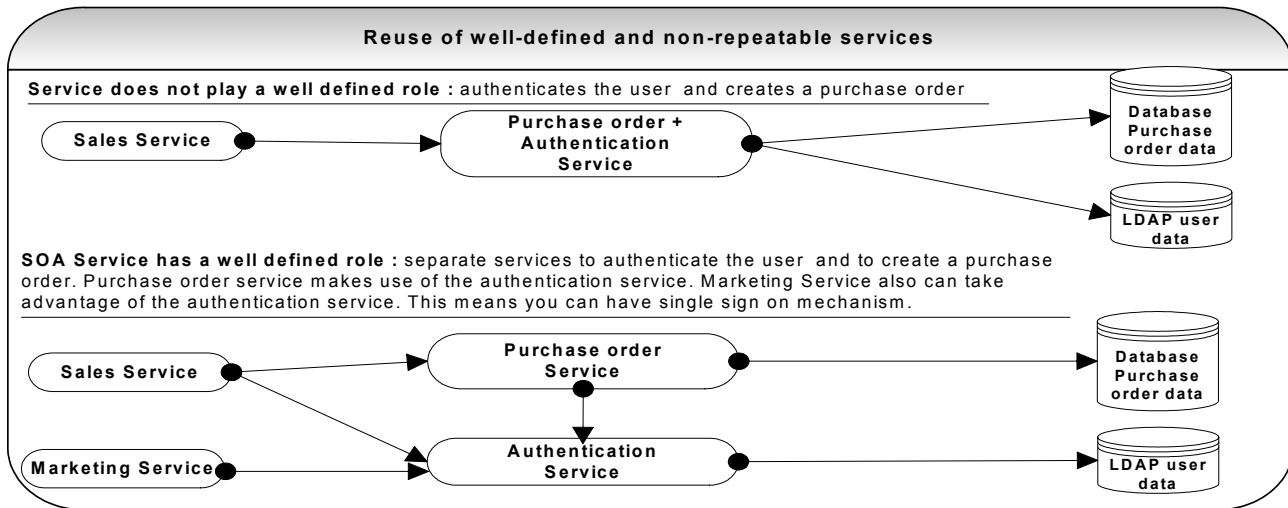 Reuse of well-defined and non-repeatable services
Service does not play a well defined role : authenticates the user and creates a purchase order
Sales Service
Purchase order +
Authentication
Service
Database
Purchase
order data
LDAP user
data
SOA Service has a well defined role : separate services to authenticate the user and to create a purchase
order. Purchase order service makes use of the authentication service. Marketing Service also can take
advantage of the authentication service. This means you can have single sign on mechanism.
Sales Service
Purchase order
Service
Database
Purchase
order data
Marketing Service
Authentication
Service
LDAP user
data